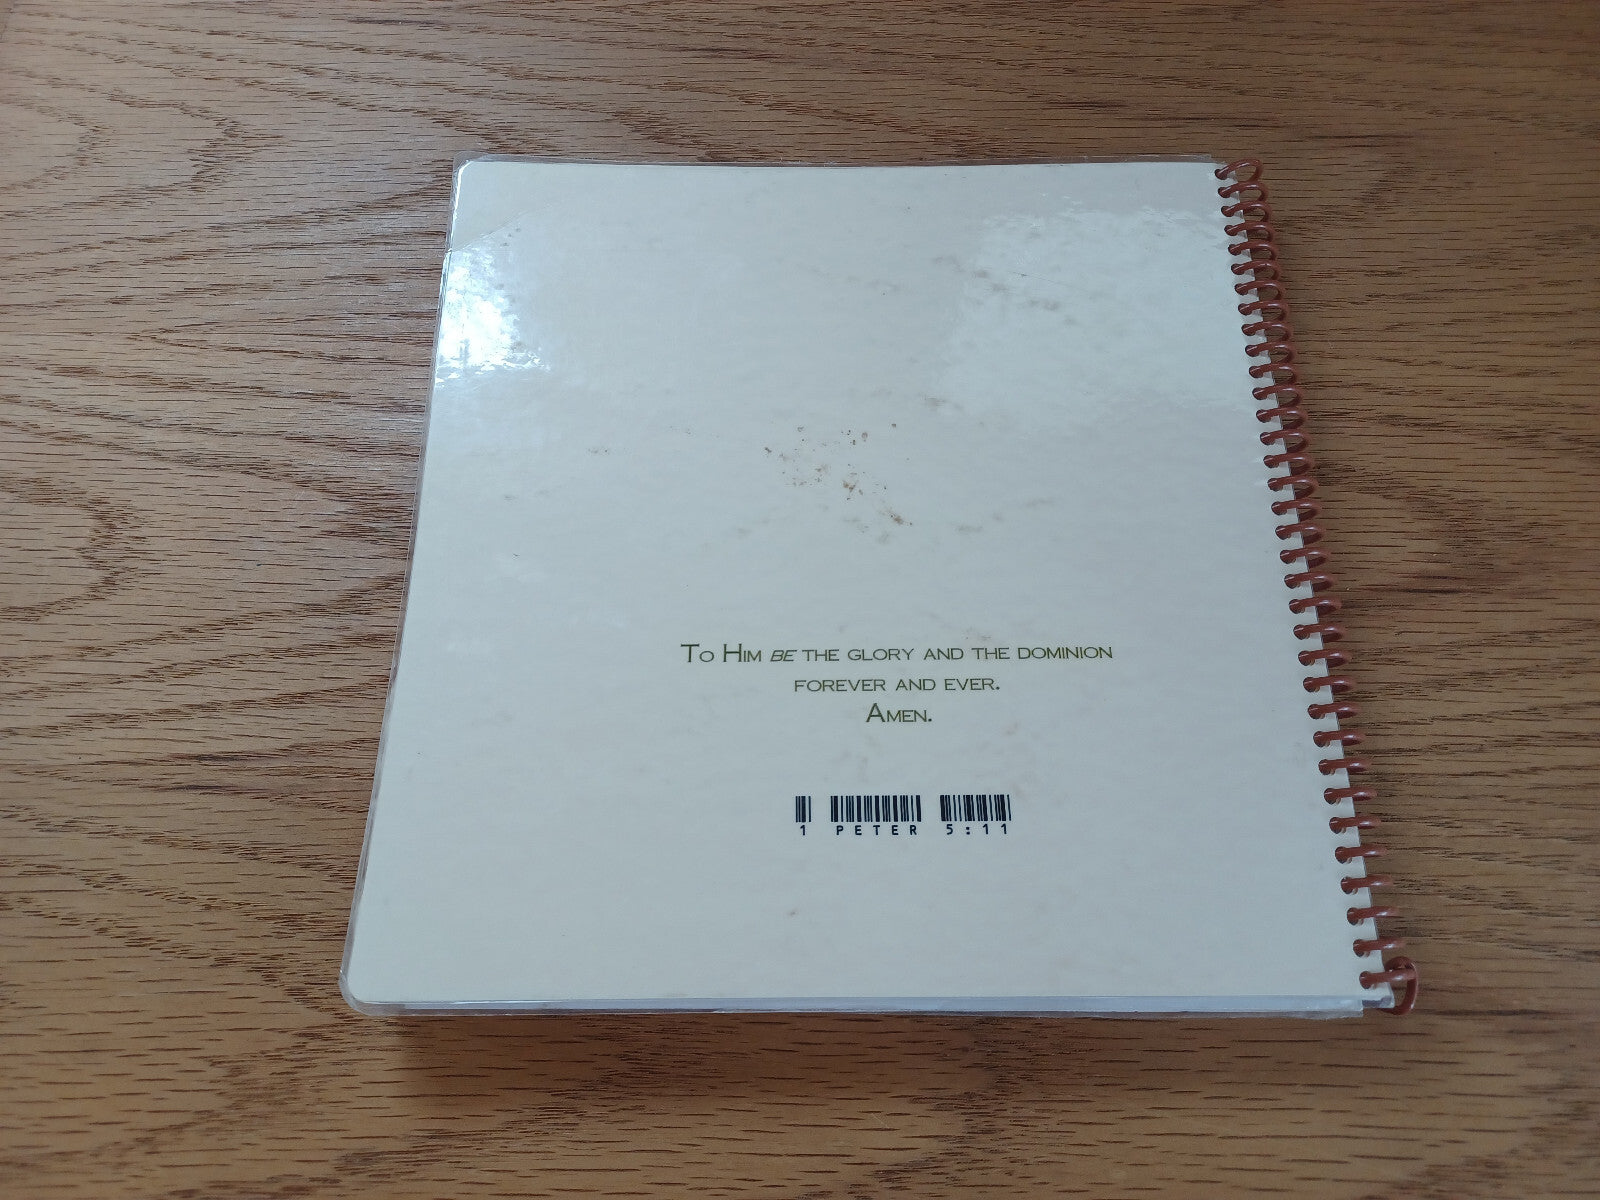 To Him be the glory and the dominion
forever and ever.
Amen.
1 PETER 5:11